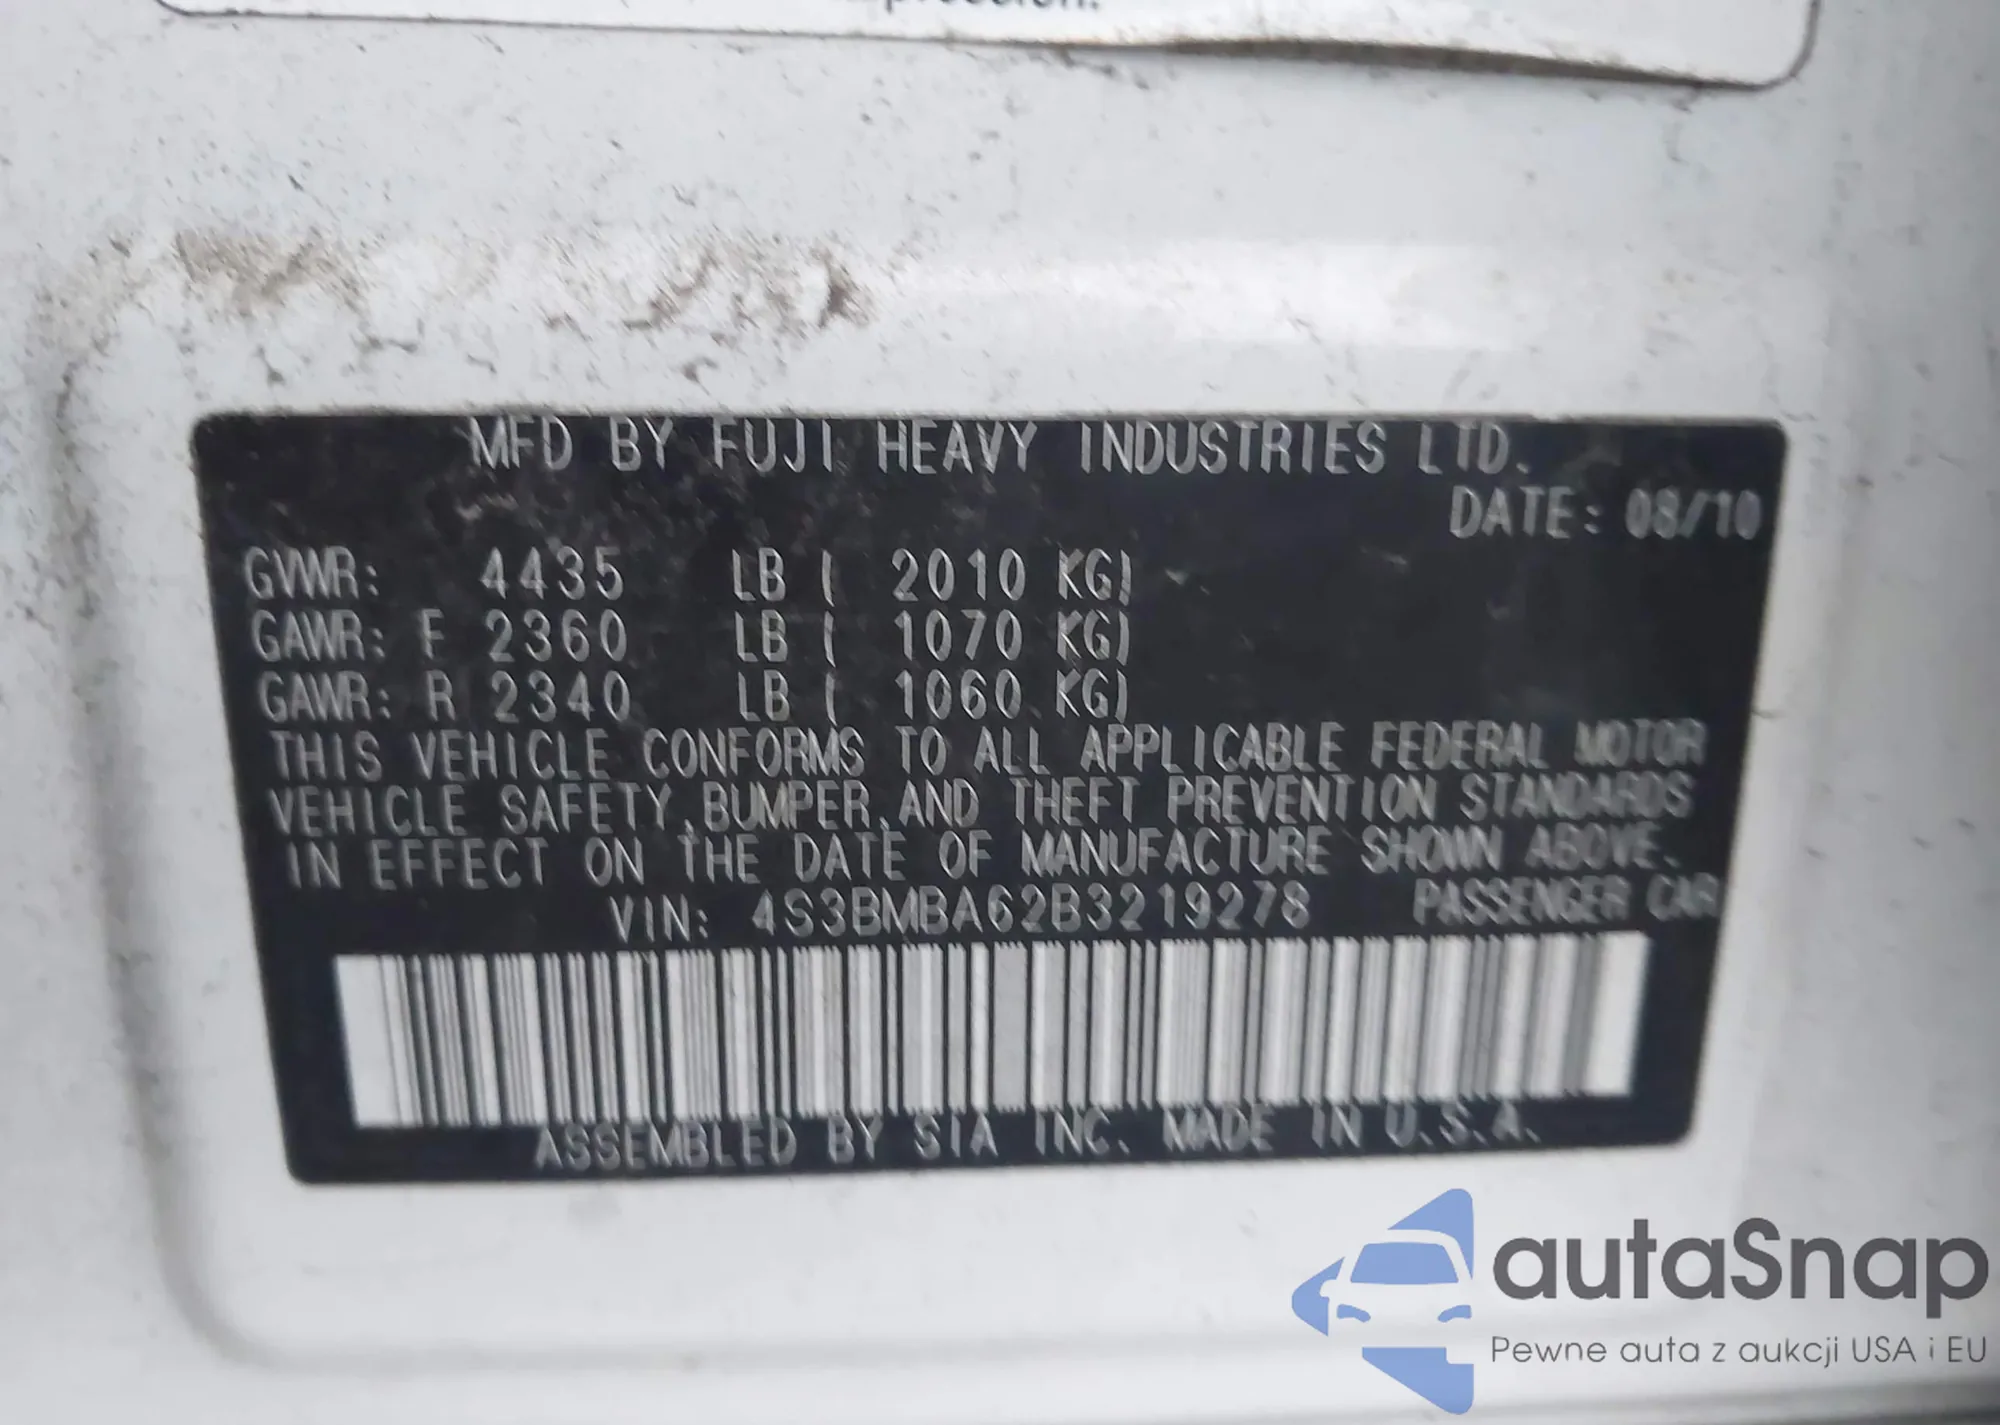 MFD BY FUJI HEAVY INDUSTRIES LTD.
DATE: 08/10
GVWR: 4435 LB ( 2010 KG)
GAWR: F 2360 LB ( 1070 KG)
GAWR: R 2340 LB ( 1060 KG)
THIS VEHICLE CONFORMS TO ALL APPLICABLE FEDERAL MOTOR
VEHICLE SAFETY,BUMPER,AND THEFT PREVENTION STANDARDS
IN EFFECT ON THE DATE OF MANUFACTURE SHOWN ABOVE.
VIN: 4S3BMBA62B3219278 PASSENGER CAR
ASSEMBLED BY SIA INC. MADE IN U.S.A.
autaSnap
Pewne auta z aukcji USA i EU